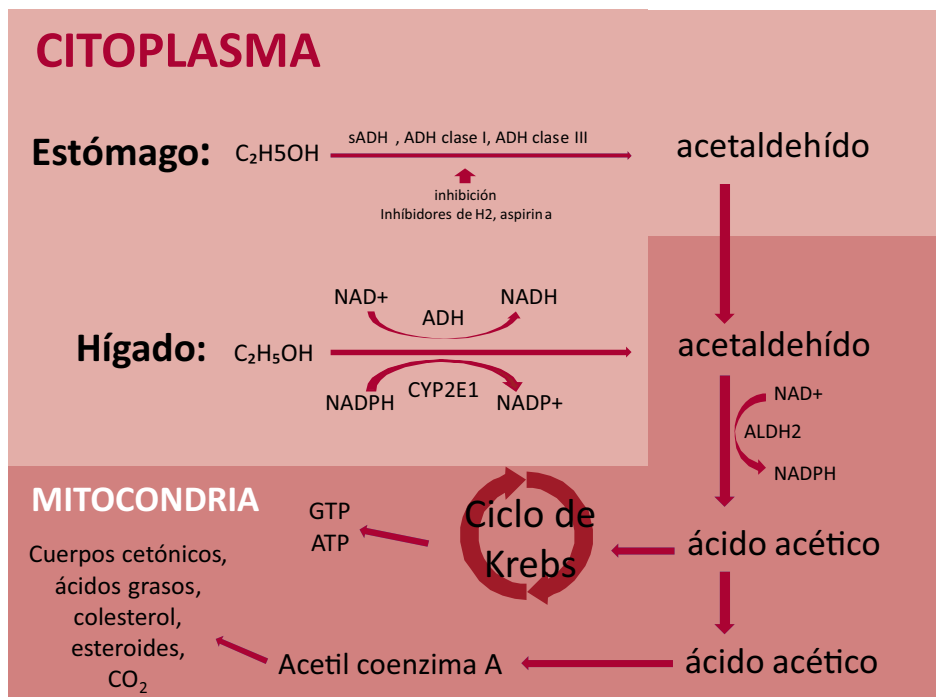 CITOPLASMA
Estómago:
C₂H5OH
sADH , ADH clase I, ADH clase III
acetaldehído
inhibición
Inhíbidores de H2, aspirina
NAD+
NADH
ADH
Hígado:
C₂H₅OH
acetaldehído
CYP2E1
NADPH
NADP+
NAD+
ALDH2
NADPH
MITOCONDRIA
GTP
ATP
Ciclo de
Krebs
ácido acético
Cuerpos cetónicos,
ácidos grasos,
colesterol,
esteroides,
CO₂
Acetil coenzima A
ácido acético